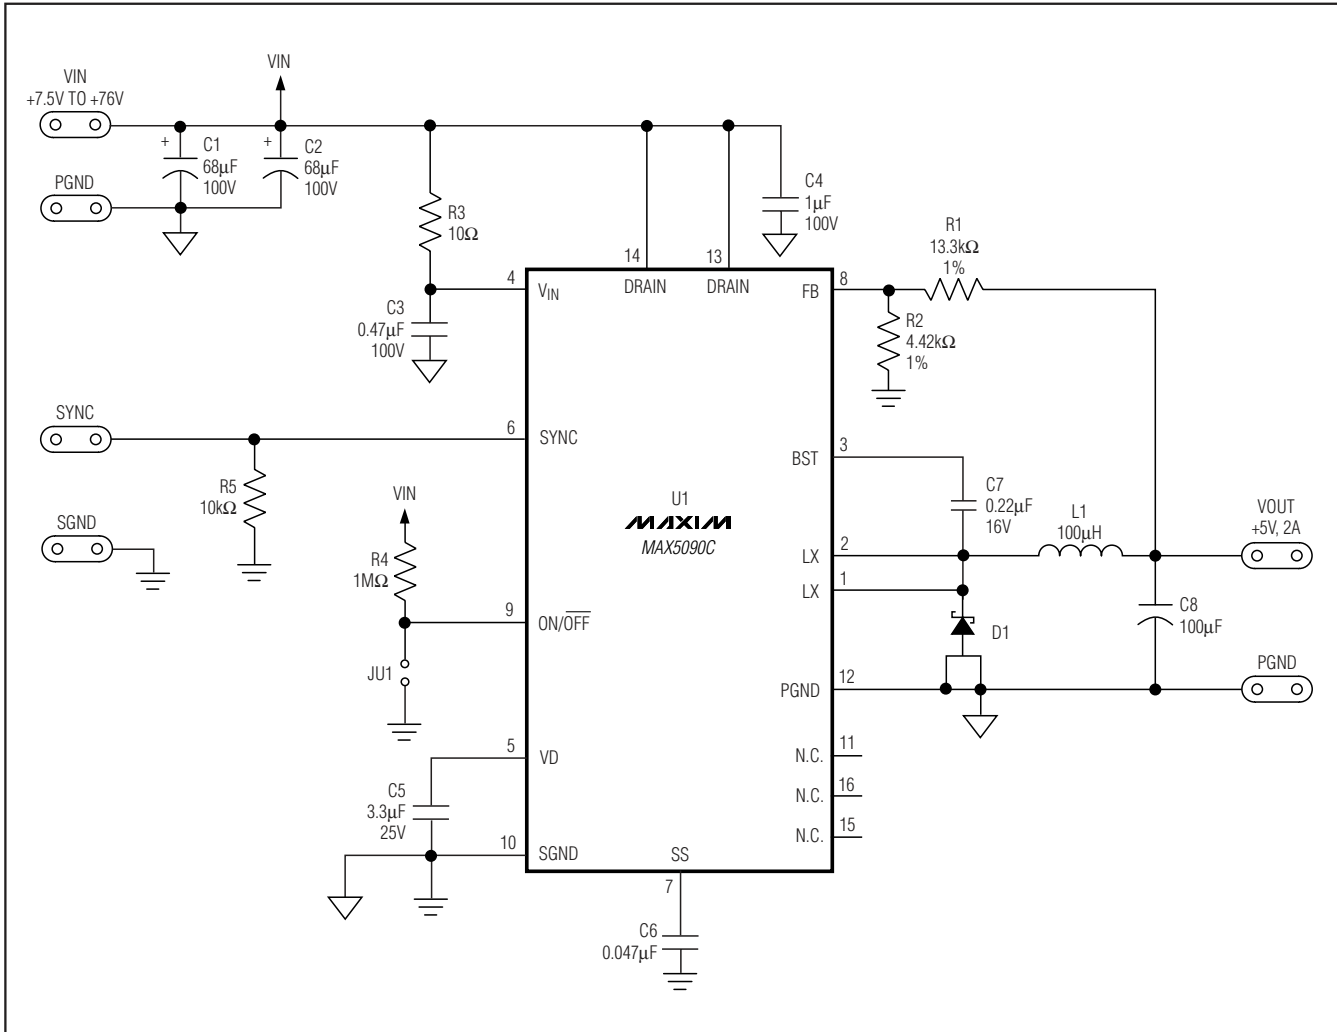 VIN
+7.5V TO +76V
VIN
+
C1
68μF
100V
+
C2
68μF
100V
PGND
R3
10Ω
C4
1μF
100V
14
13
DRAIN
DRAIN
4
VIN
C3
0.47μF
100V
8
FB
R1
13.3kΩ
1%
R2
4.42kΩ
1%
SYNC
6
SYNC
R5
10kΩ
SGND
3
BST
C7
0.22μF
16V
U1
MAXIM
MAX5090C
VIN
R4
1MΩ
9
ON/OFF
JU1
2
LX
1
LX
L1
100μH
VOUT
+5V, 2A
D1
C8
100μF
12
PGND
PGND
11
N.C.
16
N.C.
15
N.C.
5
VD
C5
3.3μF
25V
10
SGND
SS
7
C6
0.047μF